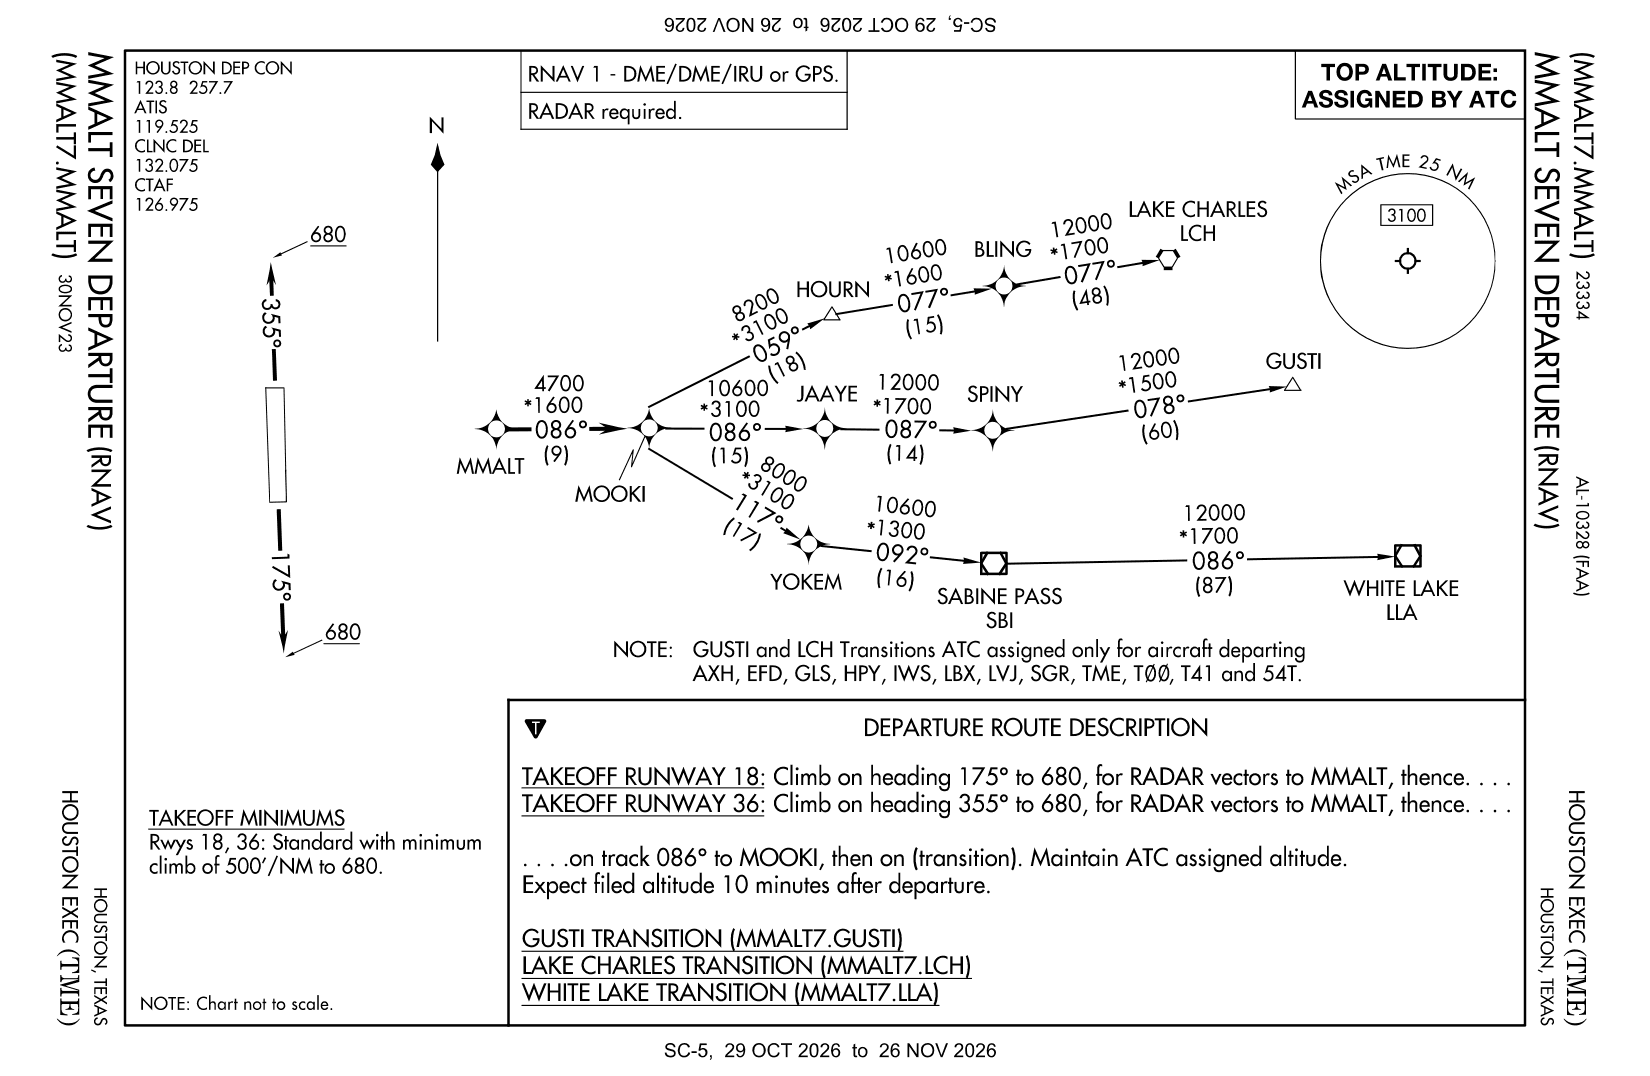 SC-5, 29 OCT 2026 to 26 NOV 2026
(MMALT7.MMALT) 30NOV23
MMALT SEVEN DEPARTURE (RNAV)
HOUSTON EXEC (TME)
HOUSTON, TEXAS
HOUSTON DEP CON
123.8 257.7
ATIS
119.525
CLNC DEL
132.075
CTAF
126.975
RNAV 1 - DME/DME/IRU or GPS.
RADAR required.
TOP ALTITUDE:
ASSIGNED BY ATC
N
MSA TME 25 NM
3100
680
355°
175°
680
MMALT
4700
*1600
086°
(9)
MOOKI
8200
*3100
059°
(18)
HOURN
10600
*1600
077°
(15)
BLING
12000
*1700
077°
(48)
LAKE CHARLES
LCH
10600
*3100
086°
(15)
JAAYE
12000
*1700
087°
(14)
SPINY
12000
*1500
078°
(60)
GUSTI
8000
*3100
117°
(17)
YOKEM
10600
*1300
092°
(16)
SABINE PASS
SBI
12000
*1700
086°
(87)
WHITE LAKE
LLA
NOTE: GUSTI and LCH Transitions ATC assigned only for aircraft departing
AXH, EFD, GLS, HPY, IWS, LBX, LVJ, SGR, TME, TØØ, T41 and 54T.
T
DEPARTURE ROUTE DESCRIPTION
TAKEOFF RUNWAY 18: Climb on heading 175° to 680, for RADAR vectors to MMALT, thence. . . .
TAKEOFF RUNWAY 36: Climb on heading 355° to 680, for RADAR vectors to MMALT, thence. . . .
. . . .on track 086° to MOOKI, then on (transition). Maintain ATC assigned altitude.
Expect filed altitude 10 minutes after departure.
GUSTI TRANSITION (MMALT7.GUSTI)
LAKE CHARLES TRANSITION (MMALT7.LCH)
WHITE LAKE TRANSITION (MMALT7.LLA)
TAKEOFF MINIMUMS
Rwys 18, 36: Standard with minimum
climb of 500'/NM to 680.
NOTE: Chart not to scale.
(MMALT7.MMALT) 23334
AL-10328 (FAA)
MMALT SEVEN DEPARTURE (RNAV)
HOUSTON EXEC (TME)
HOUSTON, TEXAS
SC-5, 29 OCT 2026 to 26 NOV 2026